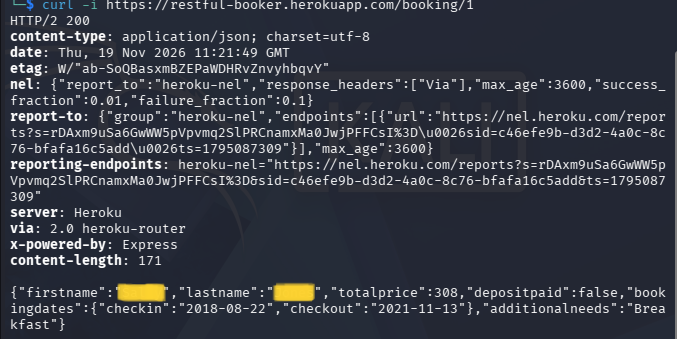 └─$ curl -i https://restful-booker.herokuapp.com/booking/1
HTTP/2 200
content-type: application/json; charset=utf-8
date: Thu, 19 Nov 2026 11:21:49 GMT
etag: W/"ab-SoQBasxmBZEPaWDHRvZnvyhbqvY"
nel: {"report_to":"heroku-nel","response_headers":["Via"],"max_age":3600,"success_
fraction":0.01,"failure_fraction":0.1}
report-to: {"group":"heroku-nel","endpoints":[{"url":"https://nel.heroku.com/repor
ts?s=rDAxm9uSa6GwWW5pVpvmq2SlPRCnamxMa0JwjPFFCsI%3D\u0026sid=c46efe9b-d3d2-4a0c-8c
76-bfafa16c5add\u0026ts=1795087309"}],"max_age":3600}
reporting-endpoints: heroku-nel="https://nel.heroku.com/reports?s=rDAxm9uSa6GwWW5p
Vpvmq2SlPRCnamxMa0JwjPFFCsI%3D&sid=c46efe9b-d3d2-4a0c-8c76-bfafa16c5add&ts=1795087
309"
server: Heroku
via: 2.0 heroku-router
x-powered-by: Express
content-length: 171

{"firstname":"","lastname":"","totalprice":308,"depositpaid":false,"book
ingdates":{"checkin":"2018-08-22","checkout":"2021-11-13"},"additionalneeds":"Brea
kfast"}